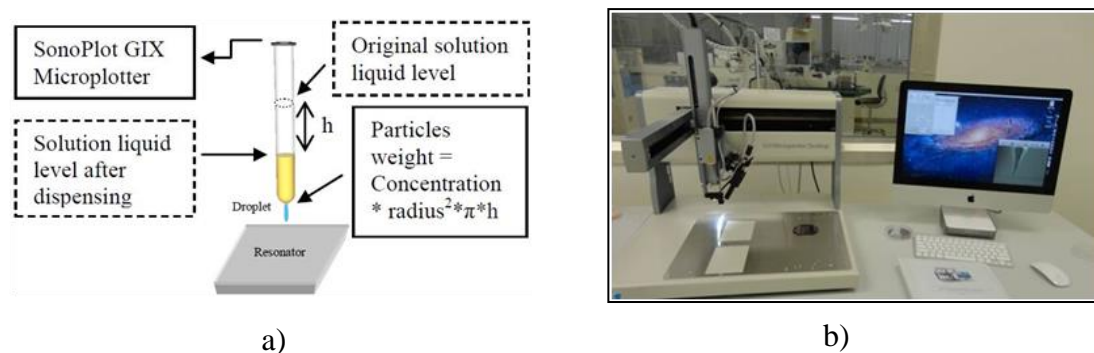 SonoPlot GIX
Microplotter
Original solution
liquid level
h
Solution liquid
level after
dispensing
Particles
weight =
Concentration
* radius²*π*h
Droplet
Resonator
a)
b)